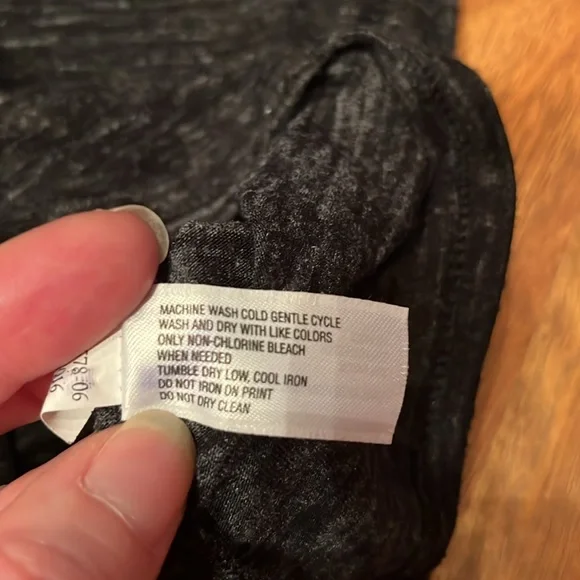 MACHINE WASH COLD GENTLE CYCLE
WASH AND DRY WITH LIKE COLORS
ONLY NON-CHLORINE BLEACH
WHEN NEEDED
TUMBLE DRY LOW, COOL IRON
DO NOT IRON ON PRINT
DO NOT DRY CLEAN